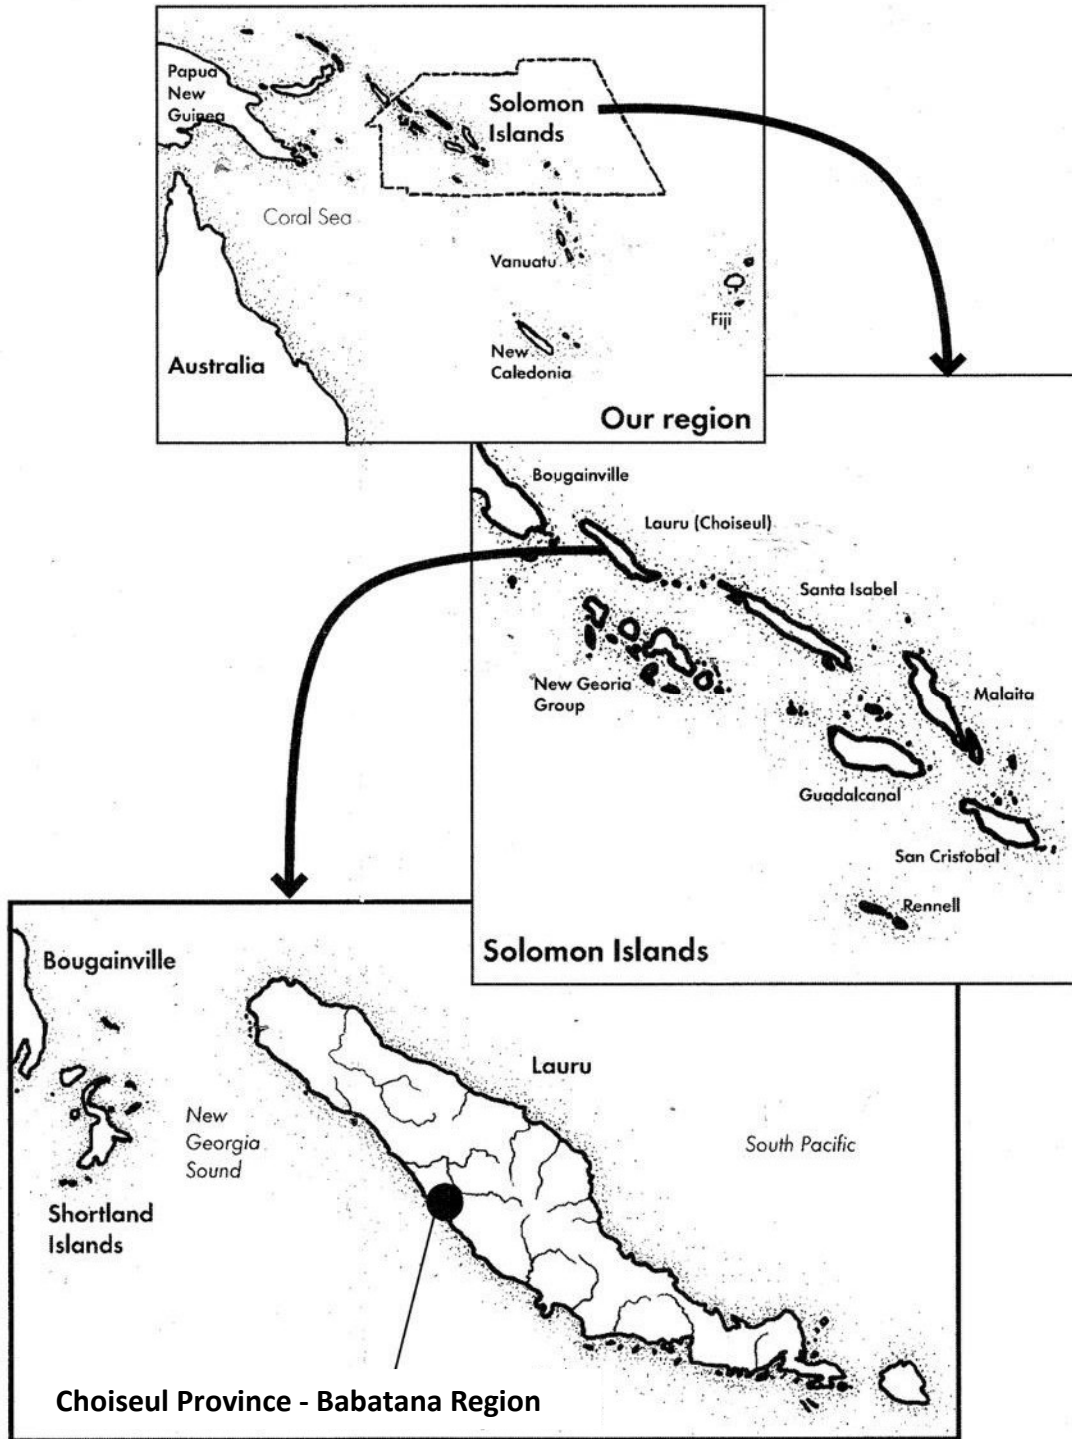 Papua
New
Guinea
Solomon
Islands
Coral Sea
Vanuatu
Fiji
New
Caledonia
Australia
Our region
Bougainville
Lauru (Choiseul)
Santa Isabel
New Georia
Group
Malaita
Guadalcanal
San Cristobal
Rennell
Solomon Islands
Bougainville
Lauru
New
Georgia
Sound
South Pacific
Shortland
Islands
Choiseul Province - Babatana Region